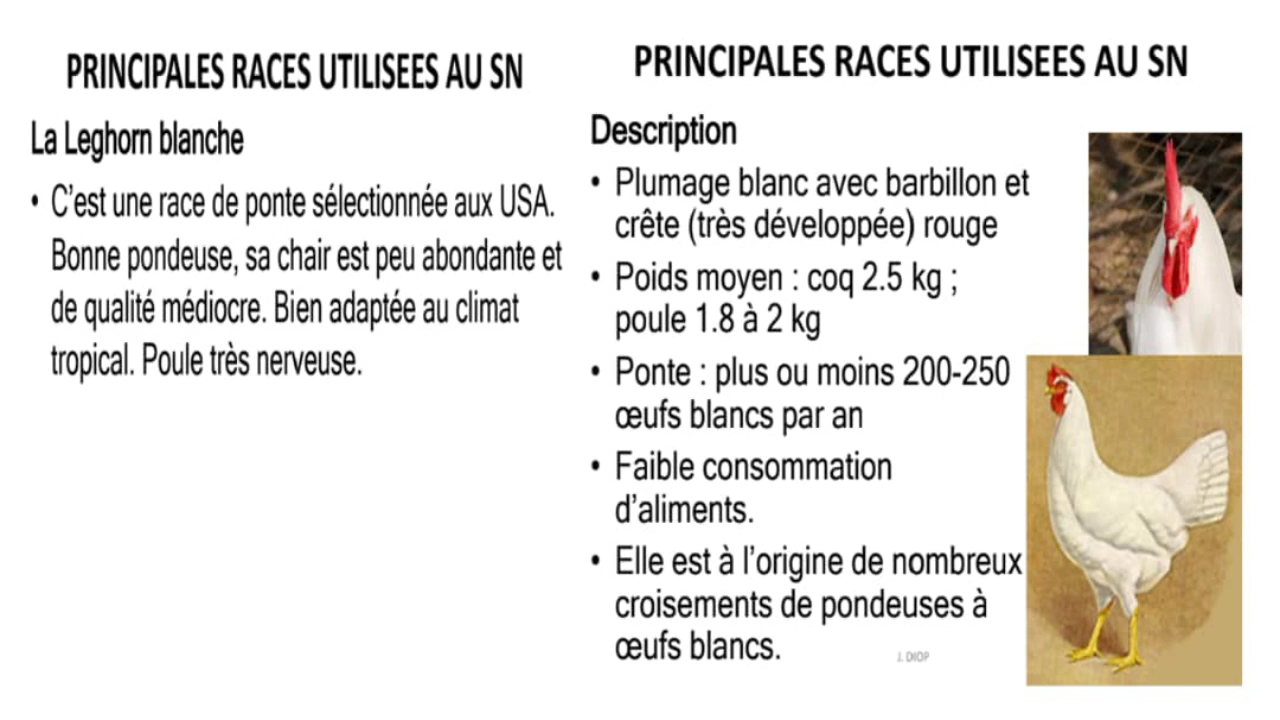 PRINCIPALES RACES UTILISEES AU SN
La Leghorn blanche
• C’est une race de ponte sélectionnée aux USA.
Bonne pondeuse, sa chair est peu abondante et
de qualité médiocre. Bien adaptée au climat
tropical. Poule très nerveuse.
PRINCIPALES RACES UTILISEES AU SN
Description
• Plumage blanc avec barbillon et
crête (très développée) rouge
• Poids moyen : coq 2.5 kg ;
poule 1.8 à 2 kg
• Ponte : plus ou moins 200-250
œufs blancs par an
• Faible consommation
d’aliments.
• Elle est à l’origine de nombreux
croisements de pondeuses à
œufs blancs.
J. DIOP